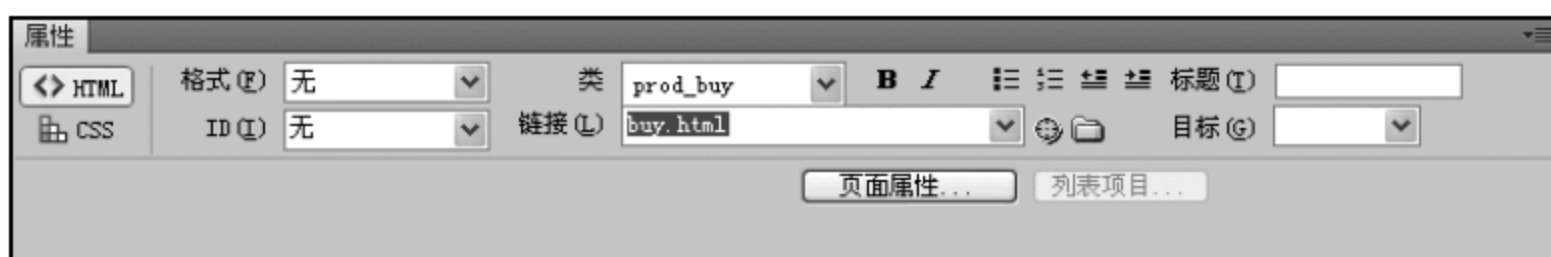 属性
HTML 格式(F) 无 类 prod_buy B I 标题(T)
CSS ID(I) 无 链接(L) buy.html 目标(G)
页面属性... 列表项目...